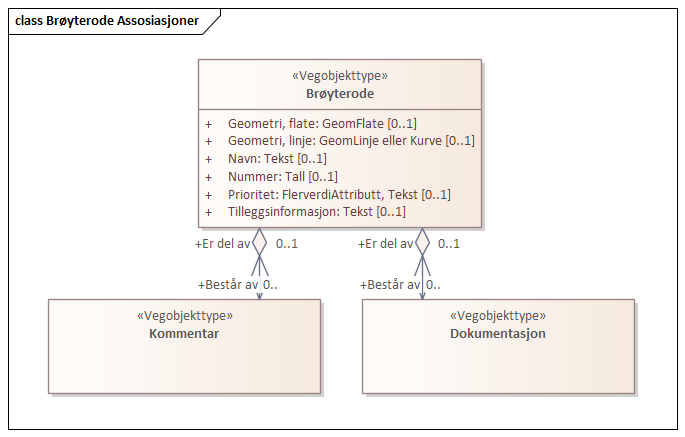 class Brøyterode Assosiasjoner
«Vegobjekttype»
Brøyterode
+ Geometri, flate: GeomFlate [0..1]
+ Geometri, linje: GeomLinje eller Kurve [0..1]
+ Navn: Tekst [0..1]
+ Nummer: Tall [0..1]
+ Prioritet: FlerverdiAttributt, Tekst [0..1]
+ Tilleggsinformasjon: Tekst [0..1]
+Er del av 0..1 +Er del av 0..1
+Består av 0.. +Består av 0..
«Vegobjekttype»
Kommentar
«Vegobjekttype»
Dokumentasjon